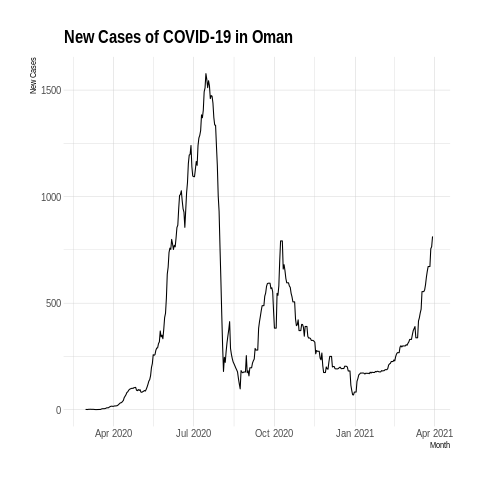 New Cases of COVID-19 in Oman
New Cases
1500
1000
500
0
Apr 2020 Jul 2020 Oct 2020 Jan 2021 Apr 2021
Month